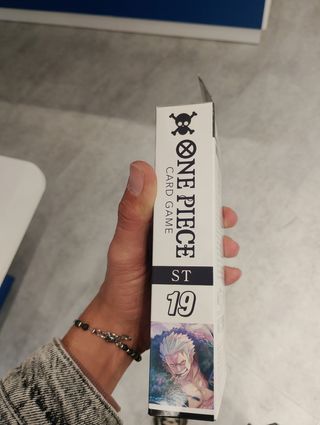 ONE PIECE
CARD GAME
ST
19